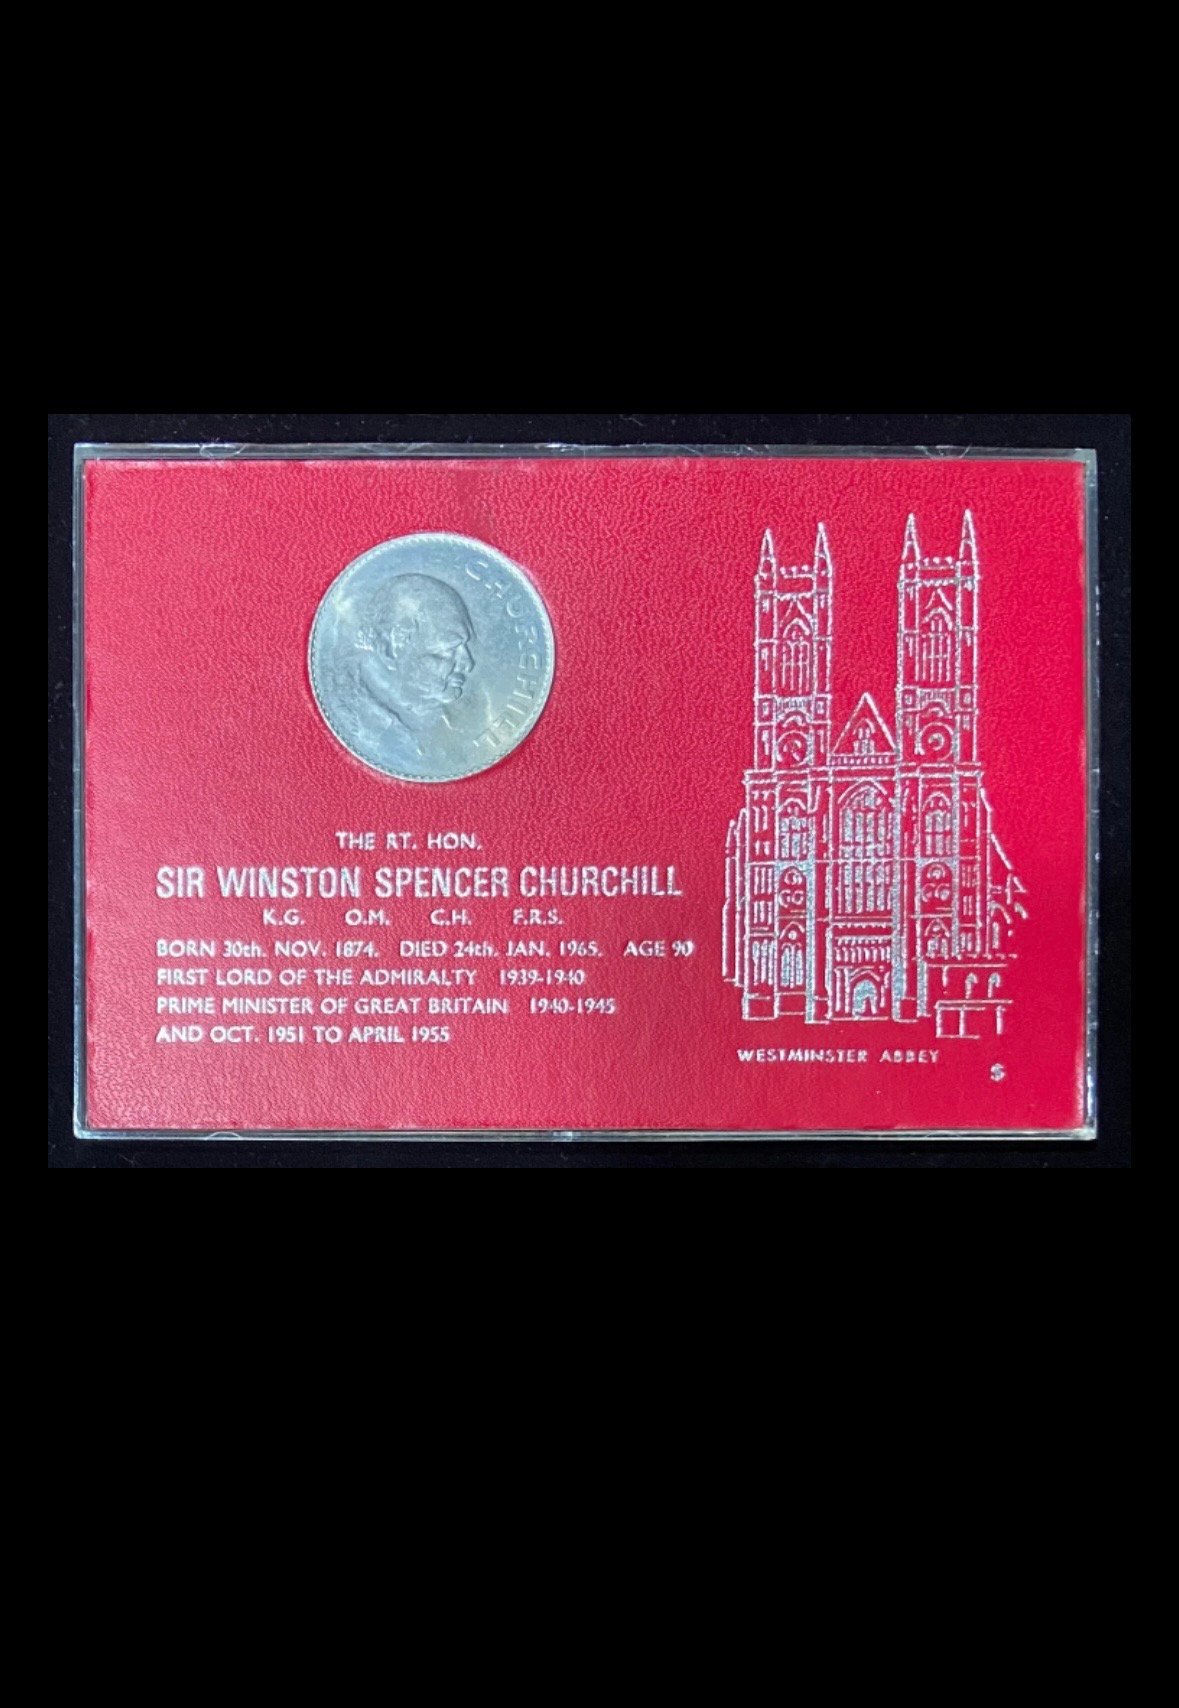 CHURCHILL
THE RT. HON.
SIR WINSTON SPENCER CHURCHILL
K.G. O.M. C.H. F.R.S.
BORN 30th. NOV. 1874. DIED 24th. JAN. 1965. AGE 90
FIRST LORD OF THE ADMIRALTY 1939-1940
PRIME MINISTER OF GREAT BRITAIN 1940-1945
AND OCT. 1951 TO APRIL 1955
WESTMINSTER ABBEY
S